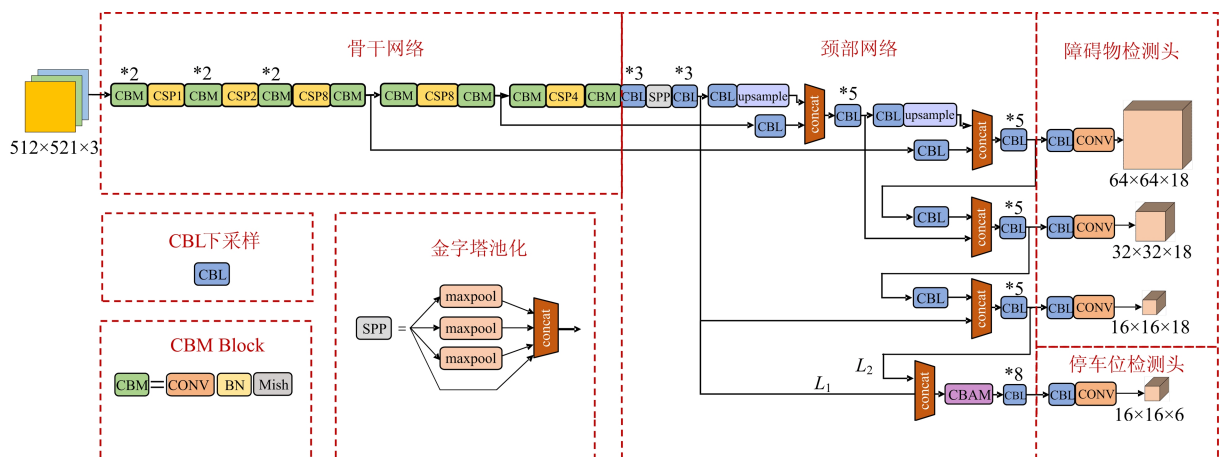 骨干网络
颈部网络
障碍物检测头
*2 *2 *2 *3 *3
CBM CSP1 CBM CSP2 CBM CSP8 CBM CBM CSP8 CBM CBM CSP4 CBM CBL SPP CBL CBL upsample
concat
*5
CBL CBL upsample
CBL
concat
*5
CBL CBL CONV
CBL
512×521×3
64×64×18
CBL
concat
*5
CBL CBL CONV
32×32×18
CBL
concat
*5
CBL CBL CONV
16×16×18
停车位检测头
L₁
L₂
concat
CBAM
*8
CBL CBL CONV
16×16×6
CBL下采样
CBL
金字塔池化
SPP =
maxpool
maxpool
maxpool
concat
CBM Block
CBM = CONV BN Mish